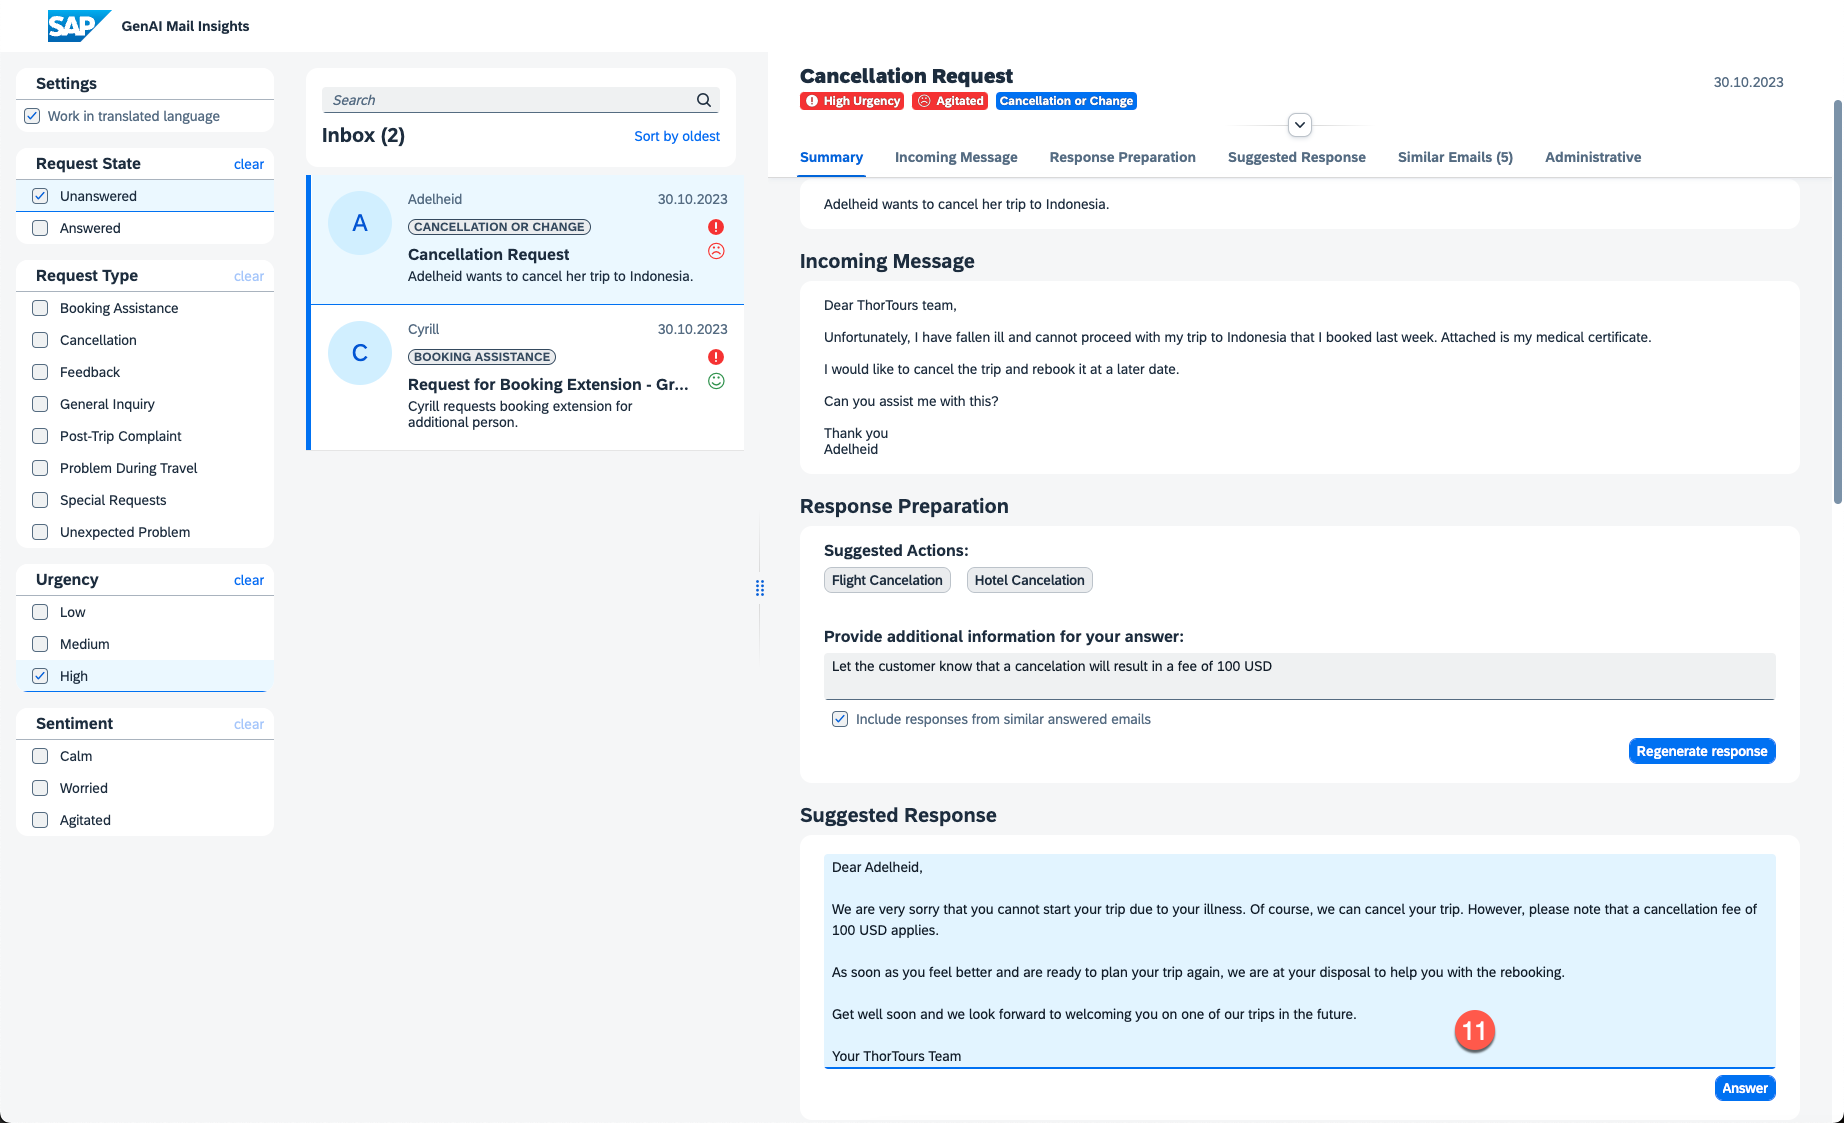 SAP GenAI Mail Insights
Settings
Work in translated language
Request State clear
Unanswered
Answered
Request Type clear
Booking Assistance
Cancellation
Feedback
General Inquiry
Post-Trip Complaint
Problem During Travel
Special Requests
Unexpected Problem
Urgency clear
Low
Medium
High
Sentiment clear
Calm
Worried
Agitated
Search
Inbox (2) Sort by oldest
A
Adelheid 30.10.2023
CANCELLATION OR CHANGE
Cancellation Request
Adelheid wants to cancel her trip to Indonesia.
C
Cyrill 30.10.2023
BOOKING ASSISTANCE
Request for Booking Extension - Gr...
Cyrill requests booking extension for
additional person.
Cancellation Request 30.10.2023
High Urgency Agitated Cancellation or Change
Summary Incoming Message Response Preparation Suggested Response Similar Emails (5) Administrative
Adelheid wants to cancel her trip to Indonesia.
Incoming Message
Dear ThorTours team,
Unfortunately, I have fallen ill and cannot proceed with my trip to Indonesia that I booked last week. Attached is my medical certificate.
I would like to cancel the trip and rebook it at a later date.
Can you assist me with this?
Thank you
Adelheid
Response Preparation
Suggested Actions:
Flight Cancelation Hotel Cancelation
Provide additional information for your answer:
Let the customer know that a cancelation will result in a fee of 100 USD
Include responses from similar answered emails
Regenerate response
Suggested Response
Dear Adelheid,
We are very sorry that you cannot start your trip due to your illness. Of course, we can cancel your trip. However, please note that a cancellation fee of
100 USD applies.
As soon as you feel better and are ready to plan your trip again, we are at your disposal to help you with the rebooking.
Get well soon and we look forward to welcoming you on one of our trips in the future.
11
Your ThorTours Team
Answer